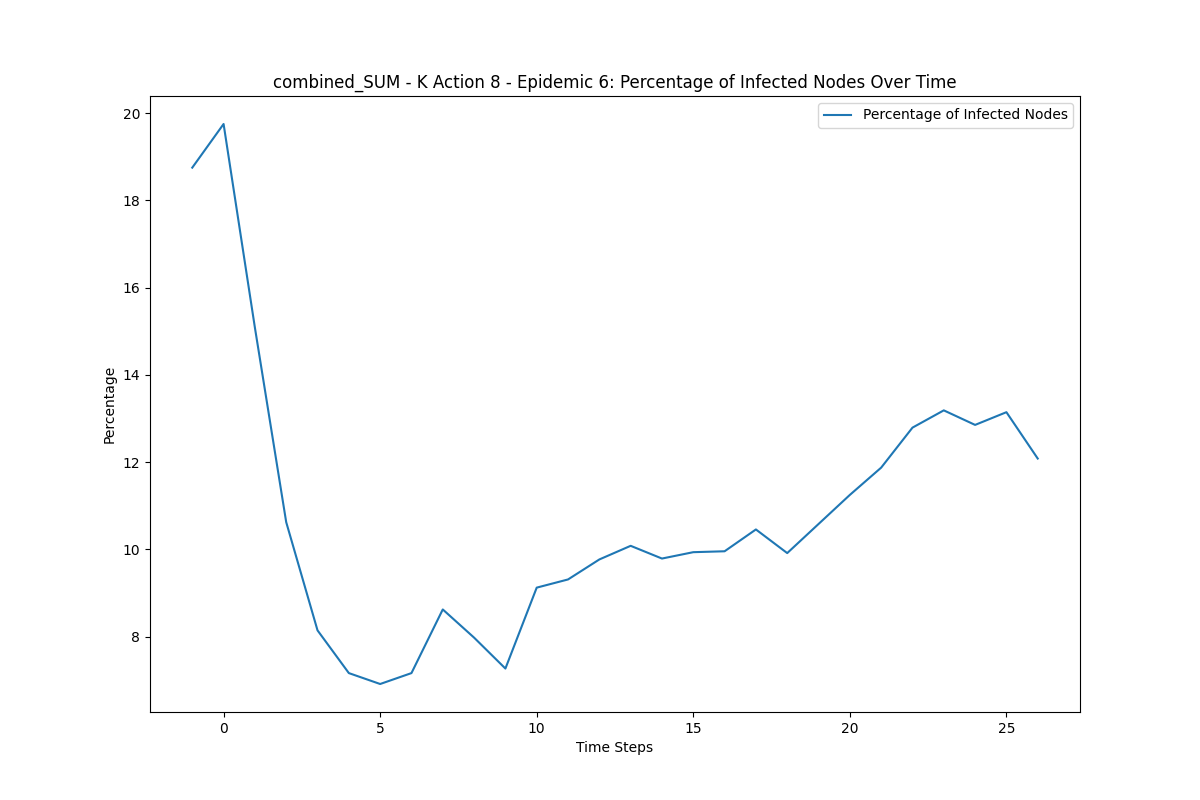 combined_SUM - K Action 8 - Epidemic 6: Percentage of Infected Nodes Over Time
Percentage of Infected Nodes
20
18
16
14
12
10
8
Percentage
0 5 10 15 20 25
Time Steps